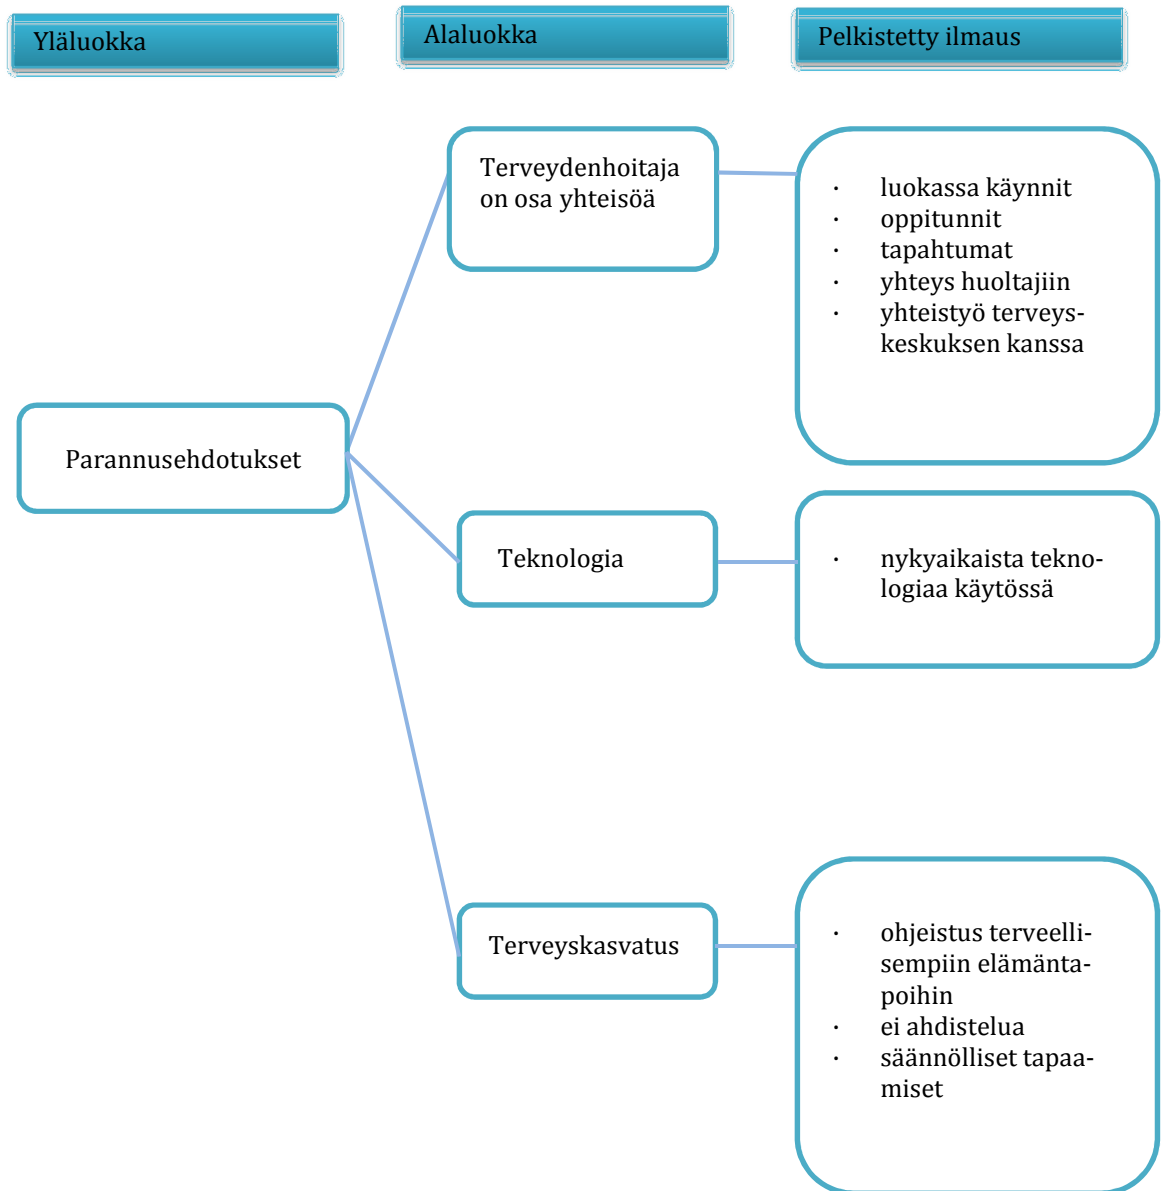 Yläluokka
Alaluokka
Pelkistetty ilmaus
Terveydenhoitaja
on osa yhteisöä
· luokassa käynnit
· oppitunnit
· tapahtumat
· yhteys huoltajiin
· yhteistyö terveys-
keskuksen kanssa
Parannusehdotukset
Teknologia
· nykyaikaista tekno-
logiaa käytössä
Terveyskasvatus
· ohjeistus terveelli-
sempiin elämänta-
poihin
· ei ahdistelua
· säännölliset tapaa-
miset